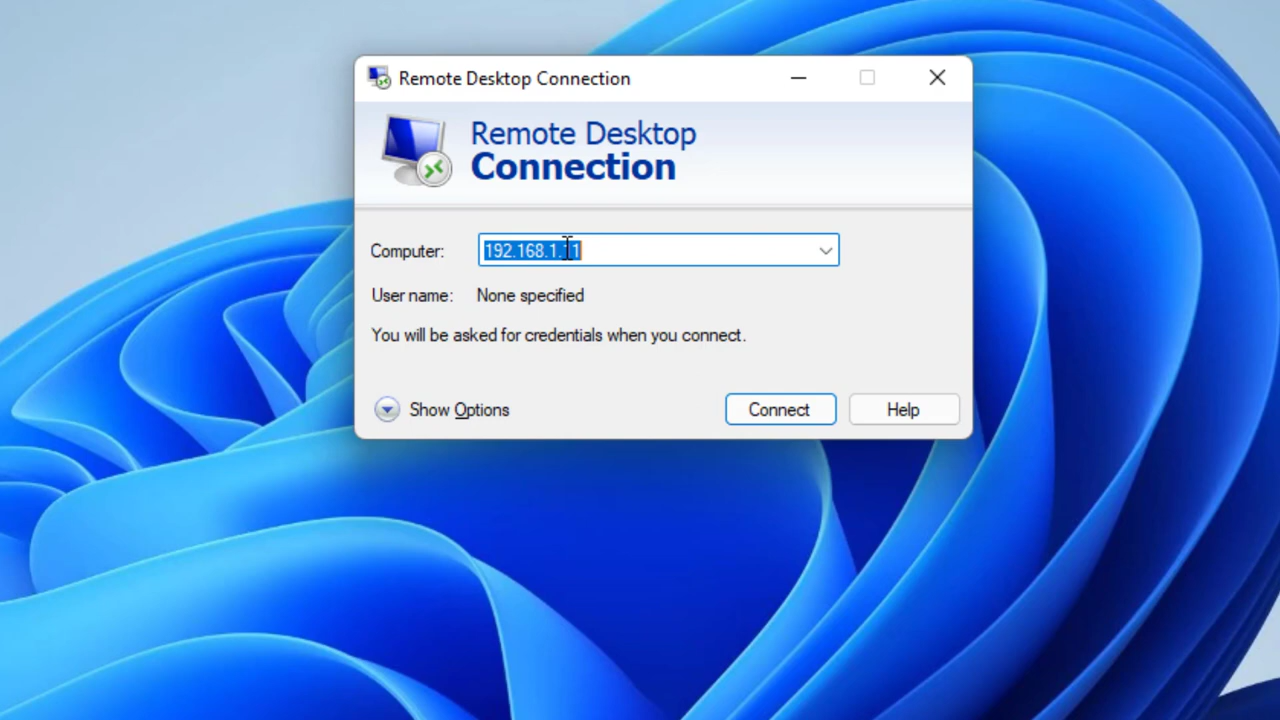 Remote Desktop Connection
Remote Desktop
Connection
Computer: 192.168.1.11
User name: None specified
You will be asked for credentials when you connect.
Show Options Connect Help